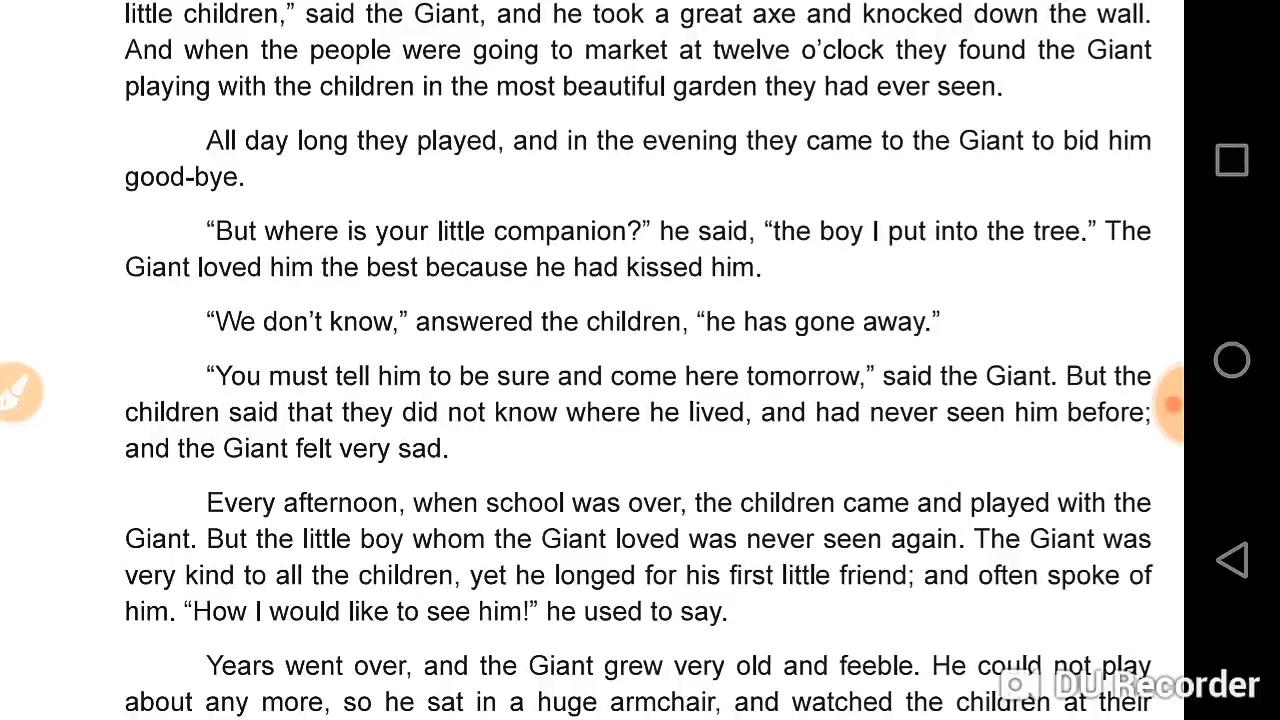 little children,” said the Giant, and he took a great axe and knocked down the wall.
And when the people were going to market at twelve o’clock they found the Giant
playing with the children in the most beautiful garden they had ever seen.
All day long they played, and in the evening they came to the Giant to bid him
good-bye.
“But where is your little companion?” he said, “the boy I put into the tree.” The
Giant loved him the best because he had kissed him.
“We don’t know,” answered the children, “he has gone away.”
“You must tell him to be sure and come here tomorrow,” said the Giant. But the
children said that they did not know where he lived, and had never seen him before;
and the Giant felt very sad.
Every afternoon, when school was over, the children came and played with the
Giant. But the little boy whom the Giant loved was never seen again. The Giant was
very kind to all the children, yet he longed for his first little friend; and often spoke of
him. “How I would like to see him!” he used to say.
Years went over, and the Giant grew very old and feeble. He could not play
about any more, so he sat in a huge armchair, and watched the children at their
DU Recorder